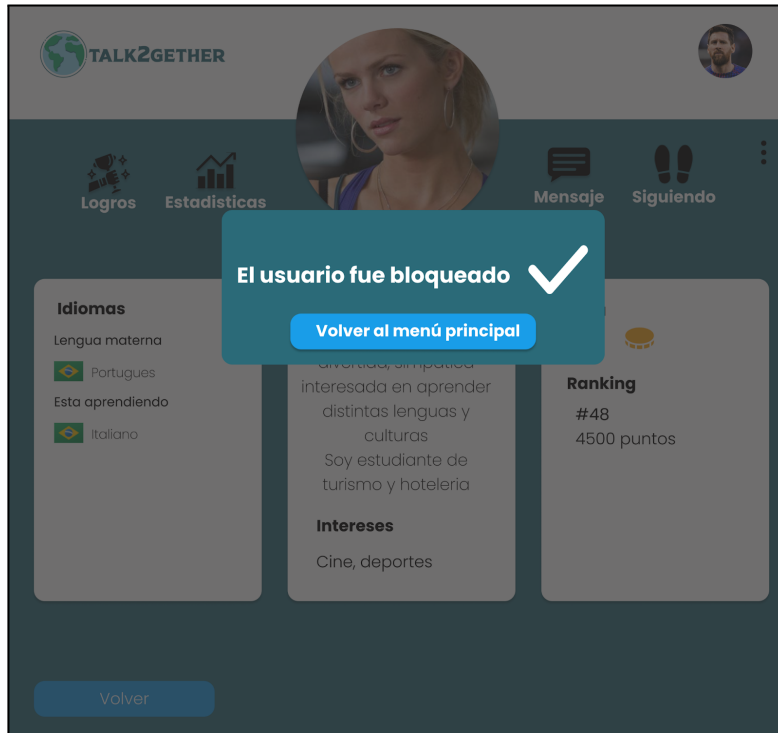 TALK2GETHER
Logros
Estadisticas
Mensaje
Siguiendo
El usuario fue bloqueado
Volver al menú principal
Idiomas
Lengua materna
Portugues
Esta aprendiendo
Italiano
divertida, simpatica
interesada en aprender
distintas lenguas y
culturas
Soy estudiante de
turismo y hoteleria
Intereses
Cine, deportes
Ranking
#48
4500 puntos
Volver